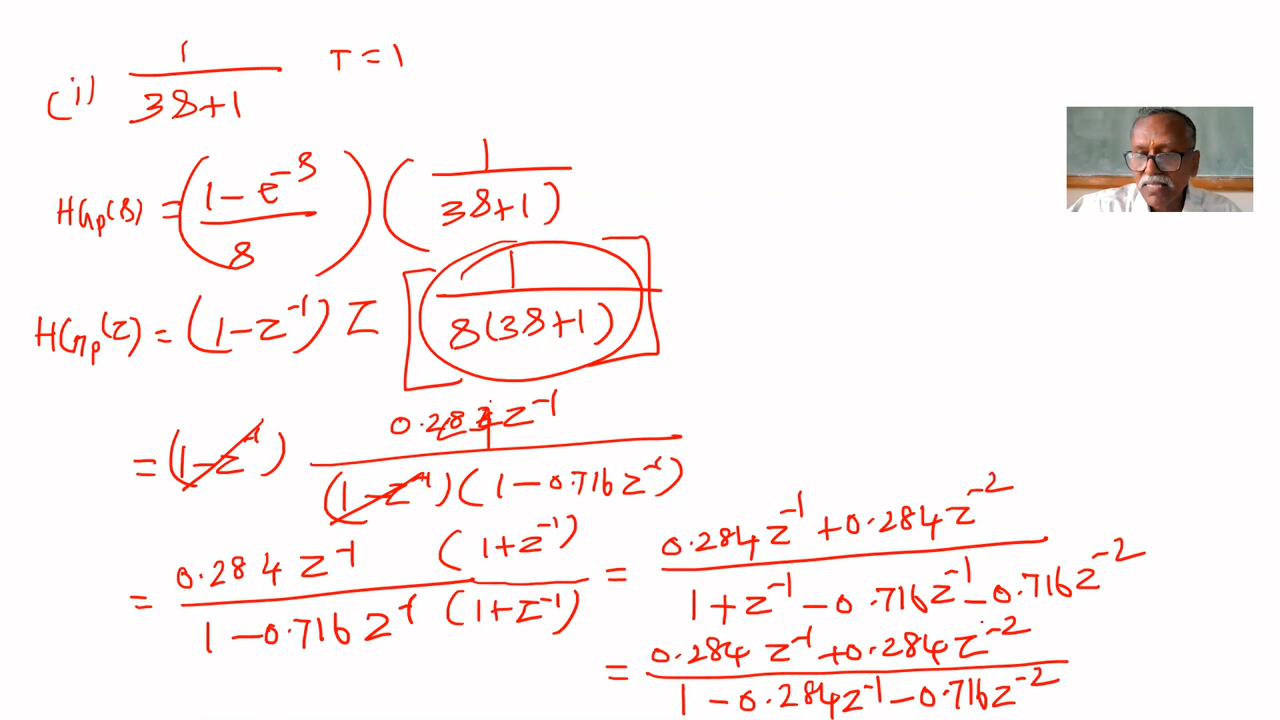 (i) 1/(3s+1) T = 1
HGp(s) = ((1 - e^-s)/s) (1/(3s+1))
HGp(z) = (1 - z^-1) Z [1/(s(3s+1))]
= (1 - z^-1) 0.284 z^-1 / ((1 - z^-1)(1 - 0.716 z^-1))
= 0.284 z^-1 (1 + z^-1) / (1 - 0.716 z^-1 (1 + z^-1)) = (0.284 z^-1 + 0.284 z^-2) / (1 + z^-1 - 0.716 z^-1 - 0.716 z^-2)
= (0.284 z^-1 + 0.284 z^-2) / (1 - 0.284 z^-1 - 0.716 z^-2)